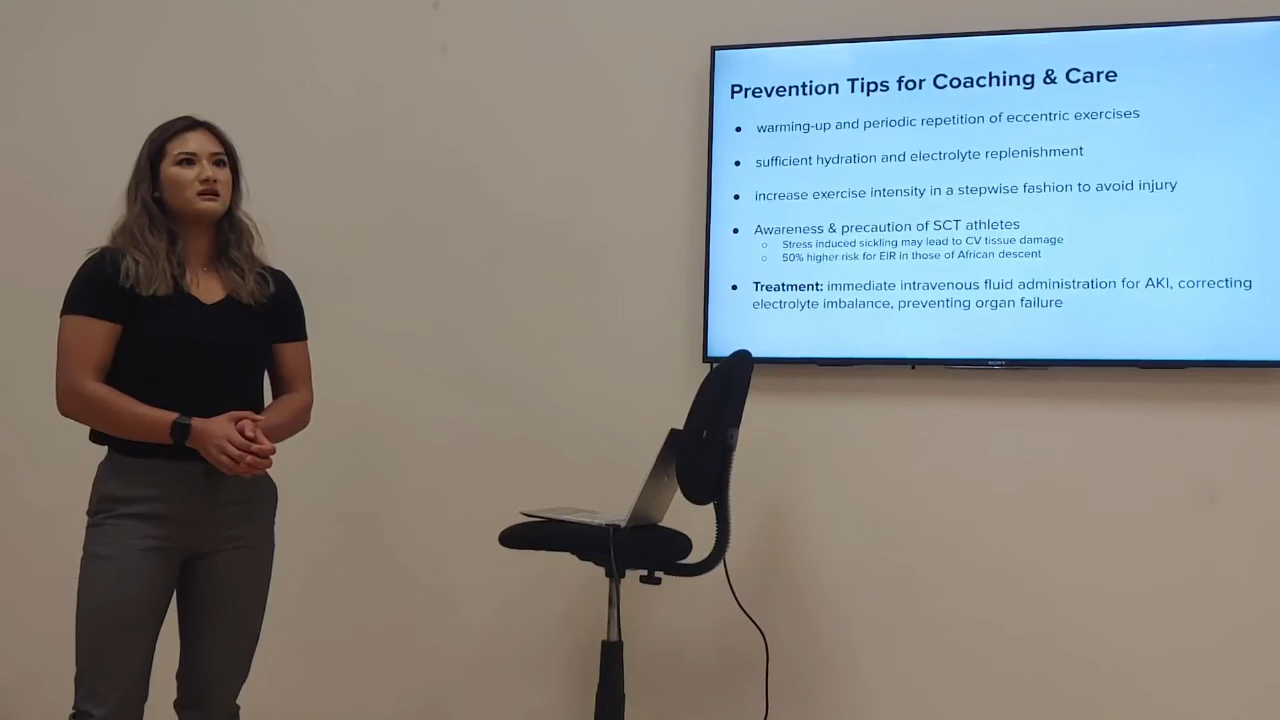 Prevention Tips for Coaching & Care
● warming-up and periodic repetition of eccentric exercises
● sufficient hydration and electrolyte replenishment
● increase exercise intensity in a stepwise fashion to avoid injury
● Awareness & precaution of SCT athletes
○ Stress induced sickling may lead to CV tissue damage
○ 50% higher risk for EIR in those of African descent
● Treatment: immediate intravenous fluid administration for AKI, correcting
electrolyte imbalance, preventing organ failure
SONY